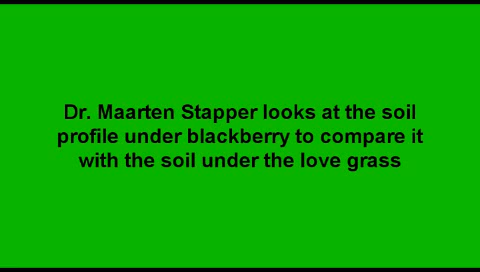 Dr. Maarten Stapper looks at the soil
profile under blackberry to compare it
with the soil under the love grass